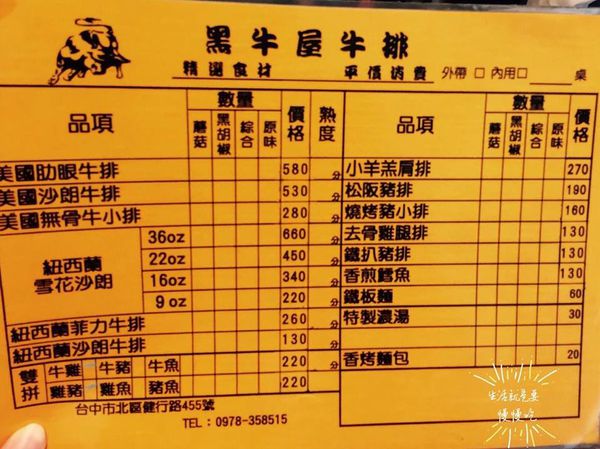 黑牛屋牛排
精選食材 平價消費 外帶 □ 內用 □ 桌
品項 數量 價格 熟度
蘑菇 黑胡椒 綜合 原味
美國肋眼牛排 580 分
美國沙朗牛排 530 分
美國無骨牛小排 280 分
紐西蘭雪花沙朗 36oz 660 分
22oz 450 分
16oz 340 分
9 oz 220 分
紐西蘭菲力牛排 260 分
紐西蘭沙朗牛排 130 分
雙拼 牛雞 牛豬 牛魚 220 分
雞豬 雞魚 豬魚 220
品項 數量 價格
蘑菇 黑胡椒 綜合 原味
小羊羔肩排 270
松阪豬排 190
燒烤豬小排 160
去骨雞腿排 130
鐵扒豬排 130
香煎鱈魚 130
鐵板麵 60
特製濃湯 30
香烤麵包 20
台中市北區健行路455號
TEL：0978-358515
生活就是要
慢慢吃